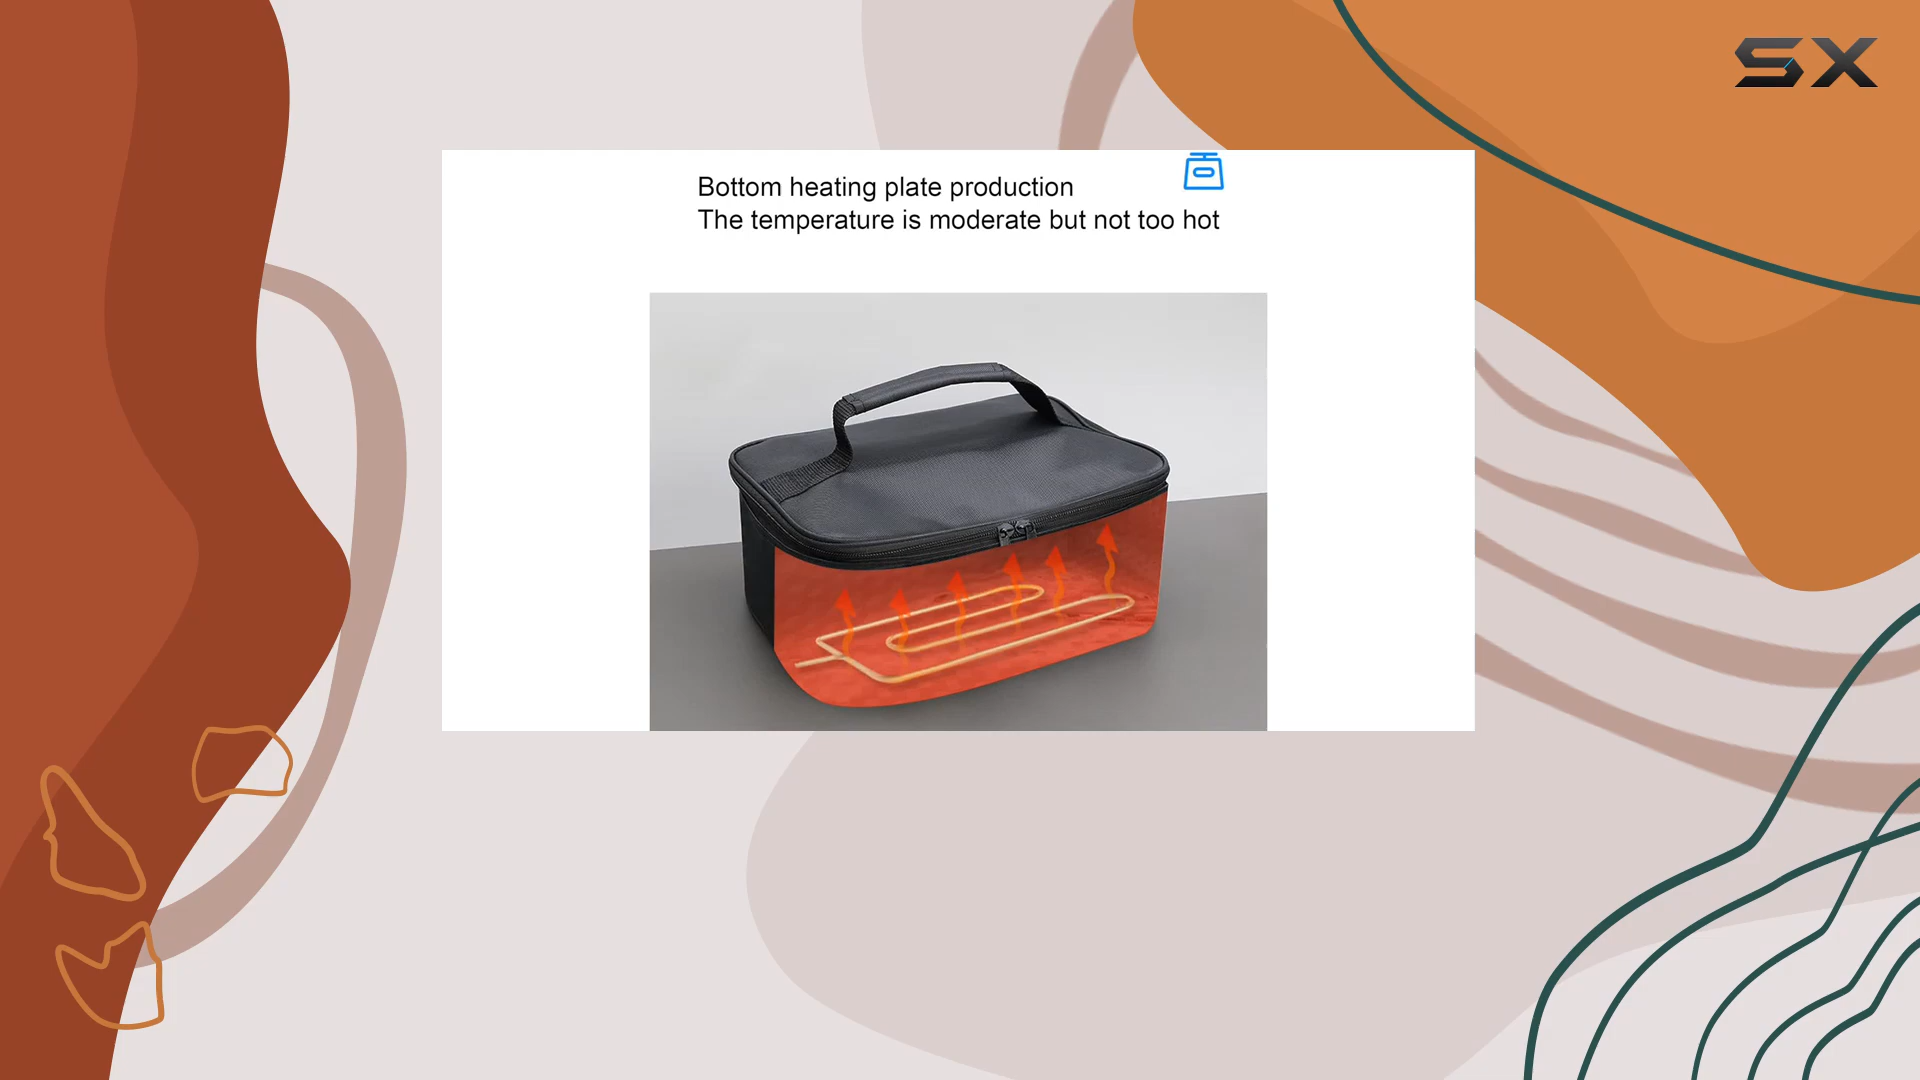 SX
Bottom heating plate production
The temperature is moderate but not too hot